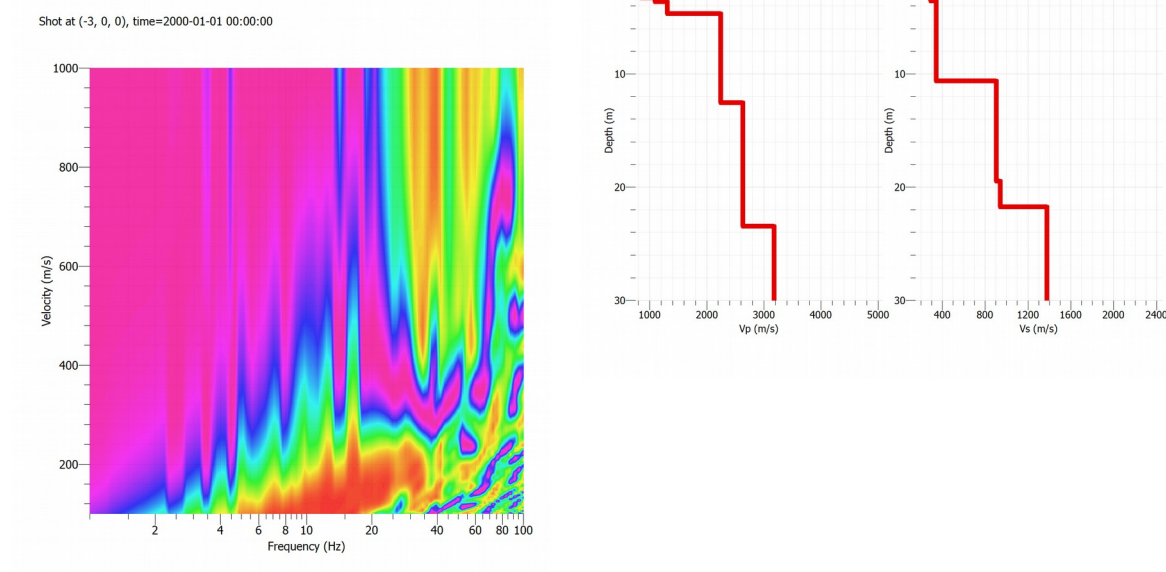 Shot at (-3, 0, 0), time=2000-01-01 00:00:00
1000
800
600
400
200
Velocity (m/s)
2 4 6 8 10 20 40 60 80 100
Frequency (Hz)
10
20
30
Depth (m)
1000 2000 3000 4000 5000
Vp (m/s)
10
20
30
Depth (m)
400 800 1200 1600 2000 2400
Vs (m/s)